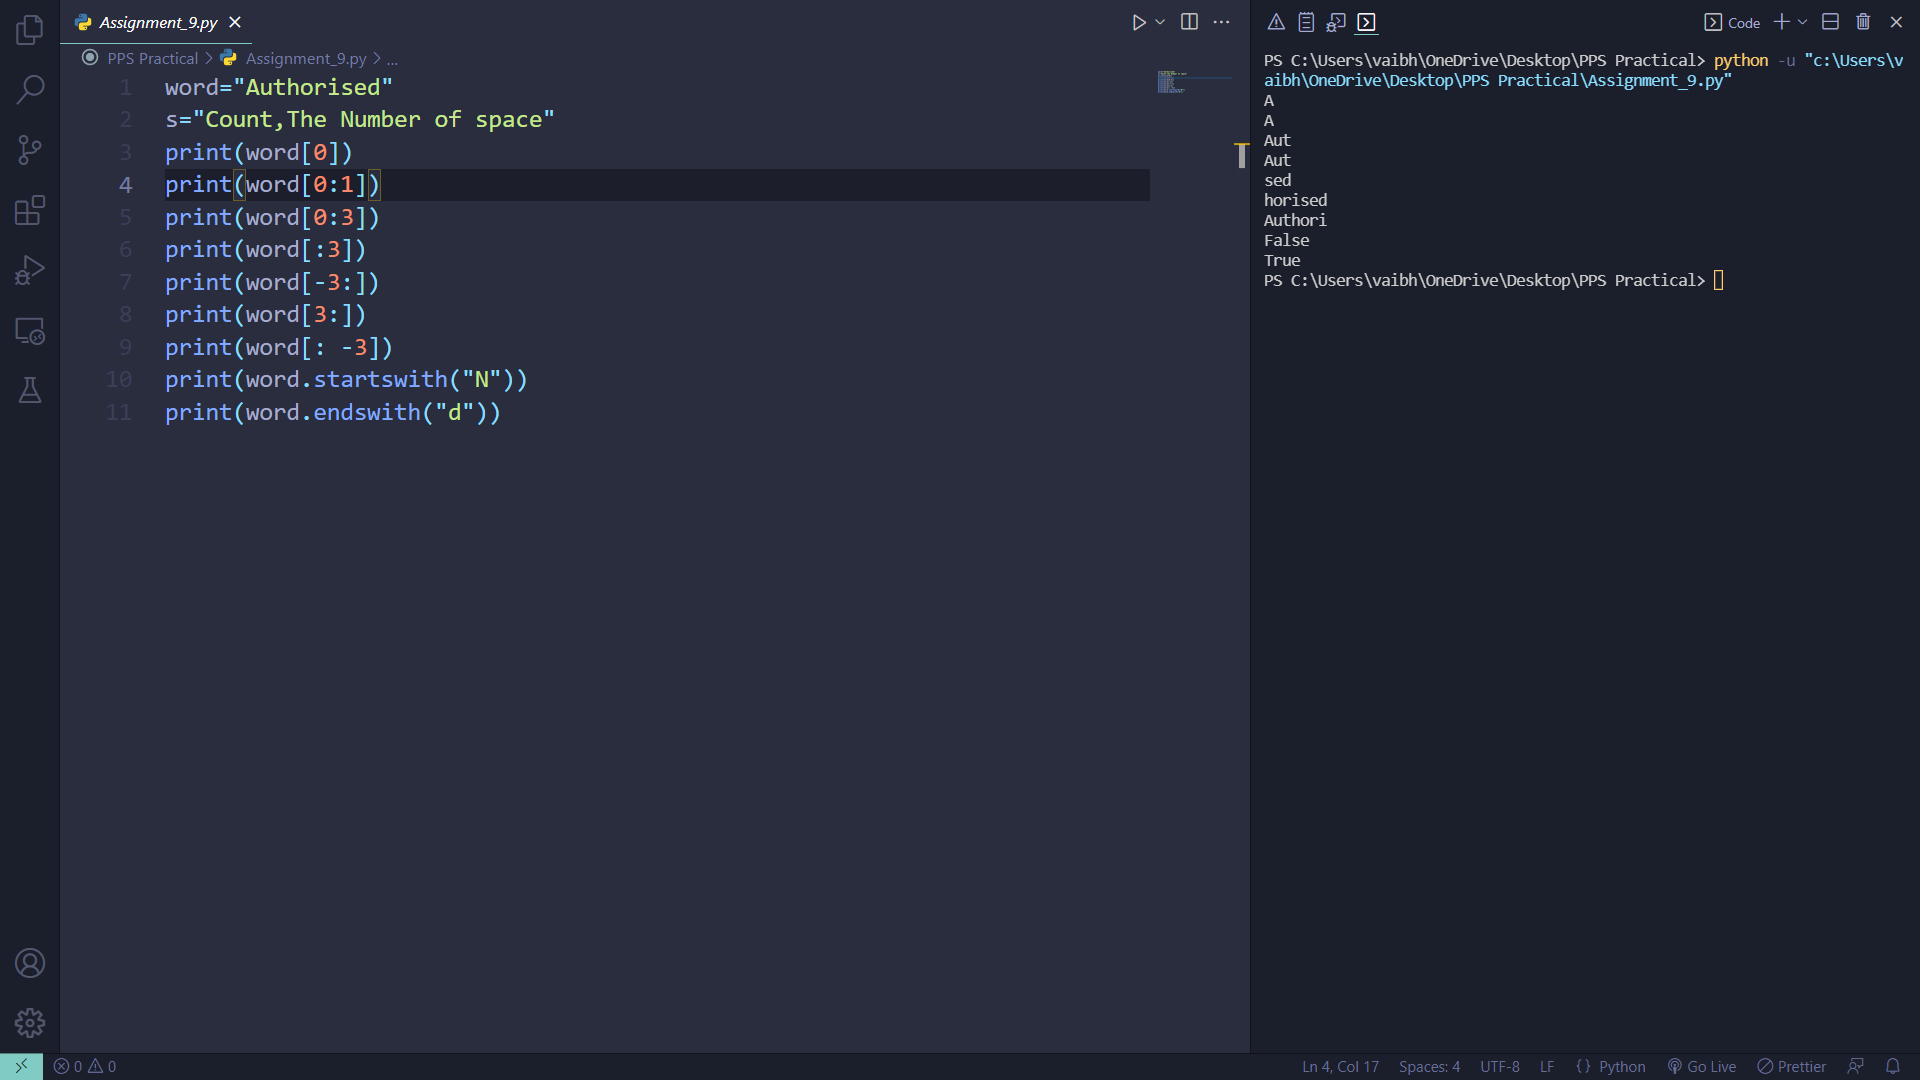 Assignment_9.py
PPS Practical > Assignment_9.py > ...
1 word="Authorised"
2 s="Count,The Number of space"
3 print(word[0])
4 print(word[0:1])
5 print(word[0:3])
6 print(word[:3])
7 print(word[-3:])
8 print(word[3:])
9 print(word[: -3])
10 print(word.startswith("N"))
11 print(word.endswith("d"))
Code
PS C:\Users\vaibh\OneDrive\Desktop\PPS Practical> python -u "c:\Users\v
aibh\OneDrive\Desktop\PPS Practical\Assignment_9.py"
A
A
Aut
Aut
sed
horised
Authori
False
True
PS C:\Users\vaibh\OneDrive\Desktop\PPS Practical>
0 0 Ln 4, Col 17 Spaces: 4 UTF-8 LF {} Python Go Live Prettier